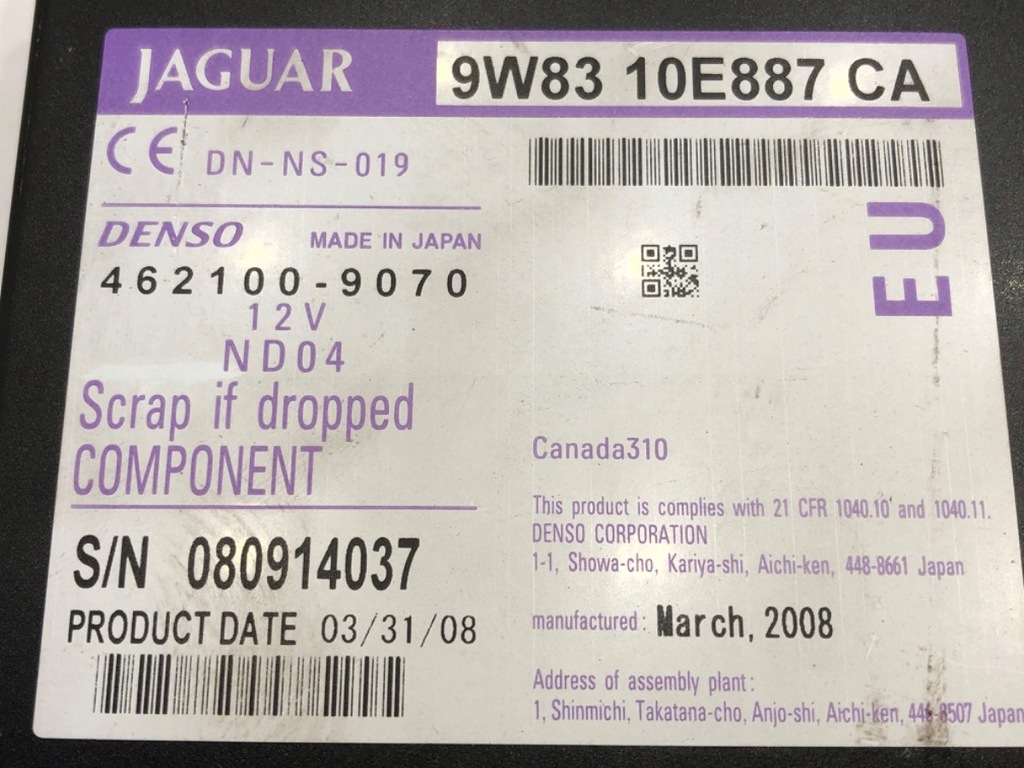 JAGUAR
9W83 10E887 CA
CE DN-NS-019
EU
DENSO MADE IN JAPAN
462100-9070
12V
ND04
Scrap if dropped
COMPONENT
S/N 080914037
PRODUCT DATE 03/31/08
Canada310
This product is complies with 21 CFR 1040.10 and 1040.11.
DENSO CORPORATION
1-1, Showa-cho, Kariya-shi, Aichi-ken, 448-8661 Japan
manufactured: March, 2008
Address of assembly plant:
1, Shinmichi, Takatana-cho, Anjo-shi, Aichi-ken, 446-8507 Japan